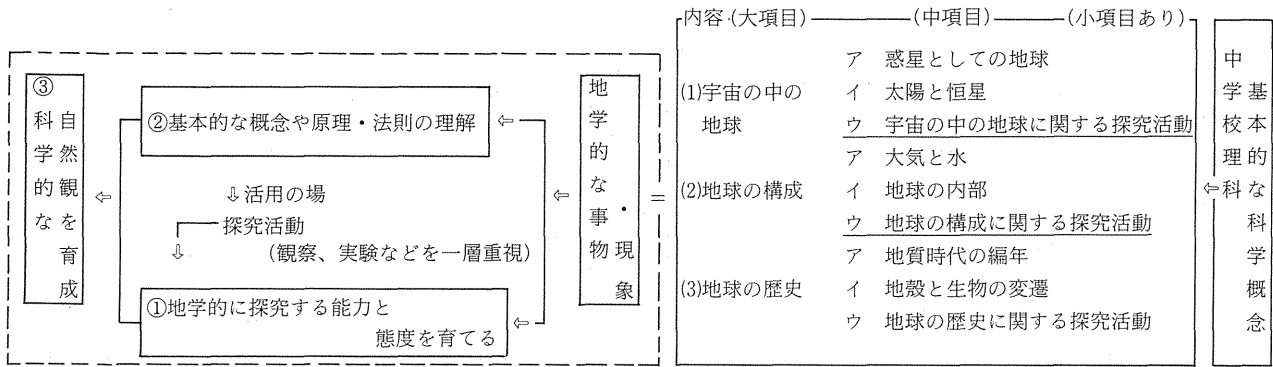 ③
科学的な
自然観を育成
②基本的な概念や原理・法則の理解
⇩活用の場
探究活動
(観察、実験などを一層重視)
①地学的に探究する能力と
態度を育てる
地学的な事物・現象
=
内容(大項目)
(中項目)
(小項目あり)
(1)宇宙の中の
地球
ア 惑星としての地球
イ 太陽と恒星
ウ 宇宙の中の地球に関する探究活動
(2)地球の構成
ア 大気と水
イ 地球の内部
ウ 地球の構成に関する探究活動
(3)地球の歴史
ア 地質時代の編年
イ 地殻と生物の変遷
ウ 地球の歴史に関する探究活動
中学校理科
基本的な科学概念